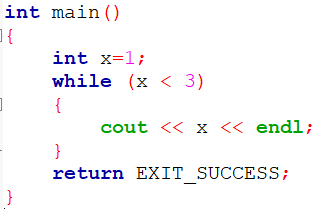 int main()
{
    int x=1;
    while (x < 3)
    {
        cout << x << endl;
    }
    return EXIT_SUCCESS;
}